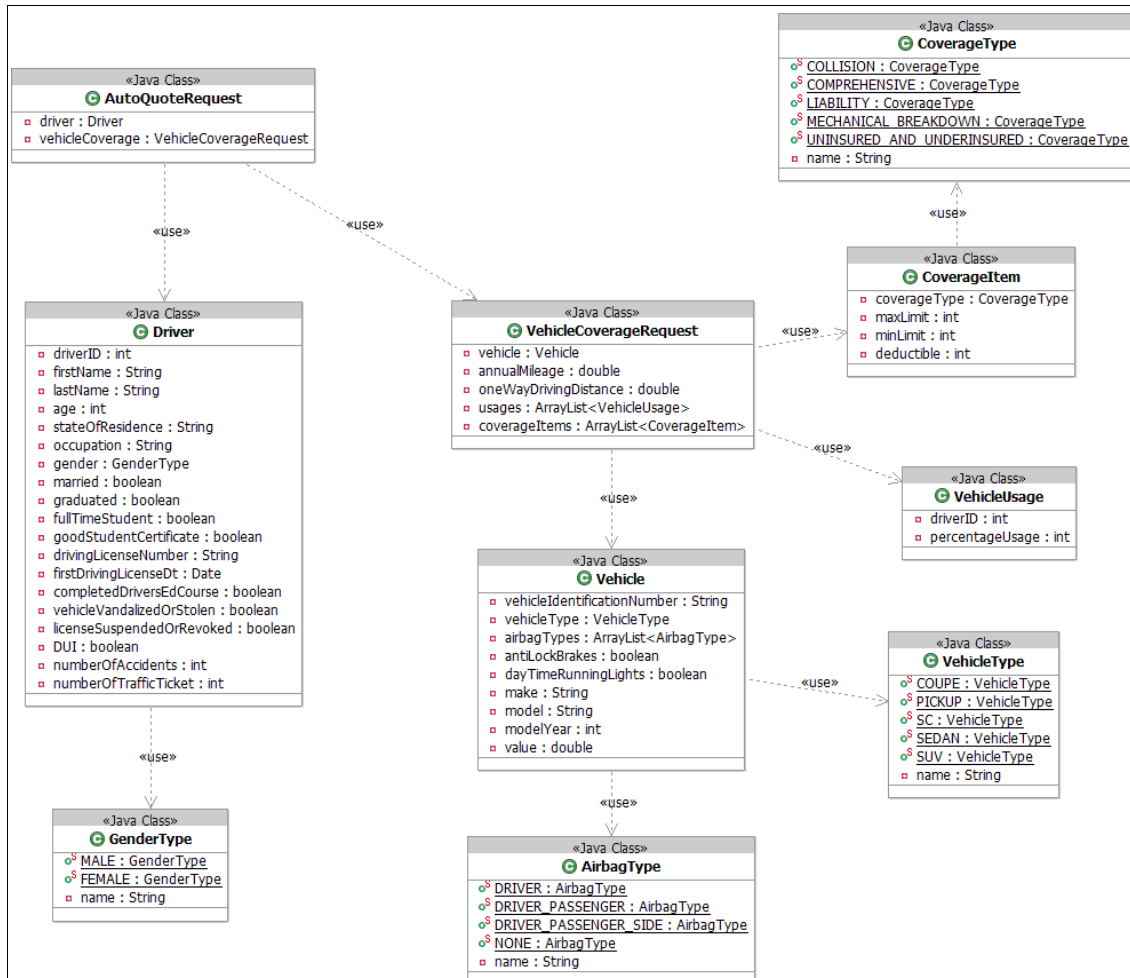 «Java Class»
AutoQuoteRequest
driver : Driver
vehicleCoverage : VehicleCoverageRequest
«Java Class»
CoverageType
COLLISION : CoverageType
COMPREHENSIVE : CoverageType
LIABILITY : CoverageType
MECHANICAL_BREAKDOWN : CoverageType
UNINSURED_AND_UNDERINSURED : CoverageType
name : String
«use»
«use»
«use»
«Java Class»
CoverageItem
coverageType : CoverageType
maxLimit : int
minLimit : int
deductible : int
«Java Class»
Driver
driverID : int
firstName : String
lastName : String
age : int
stateOfResidence : String
occupation : String
gender : GenderType
married : boolean
graduated : boolean
fullTimeStudent : boolean
goodStudentCertificate : boolean
drivingLicenseNumber : String
firstDrivingLicenseDt : Date
completedDriversEdCourse : boolean
vehicleVandalizedOrStolen : boolean
licenseSuspendedOrRevoked : boolean
DUI : boolean
numberOfAccidents : int
numberOfTrafficTicket : int
«Java Class»
VehicleCoverageRequest
vehicle : Vehicle
annualMileage : double
oneWayDrivingDistance : double
usages : ArrayList<VehicleUsage>
coverageItems : ArrayList<CoverageItem>
«use»
«use»
«use»
«Java Class»
VehicleUsage
driverID : int
percentageUsage : int
«Java Class»
Vehicle
vehicleIdentificationNumber : String
vehicleType : VehicleType
airbagTypes : ArrayList<AirbagType>
antiLockBrakes : boolean
dayTimeRunningLights : boolean
make : String
model : String
modelYear : int
value : double
«use»
«Java Class»
VehicleType
COUPE : VehicleType
PICKUP : VehicleType
SC : VehicleType
SEDAN : VehicleType
SUV : VehicleType
name : String
«use»
«use»
«Java Class»
GenderType
MALE : GenderType
FEMALE : GenderType
name : String
«Java Class»
AirbagType
DRIVER : AirbagType
DRIVER_PASSENGER : AirbagType
DRIVER_PASSENGER_SIDE : AirbagType
NONE : AirbagType
name : String